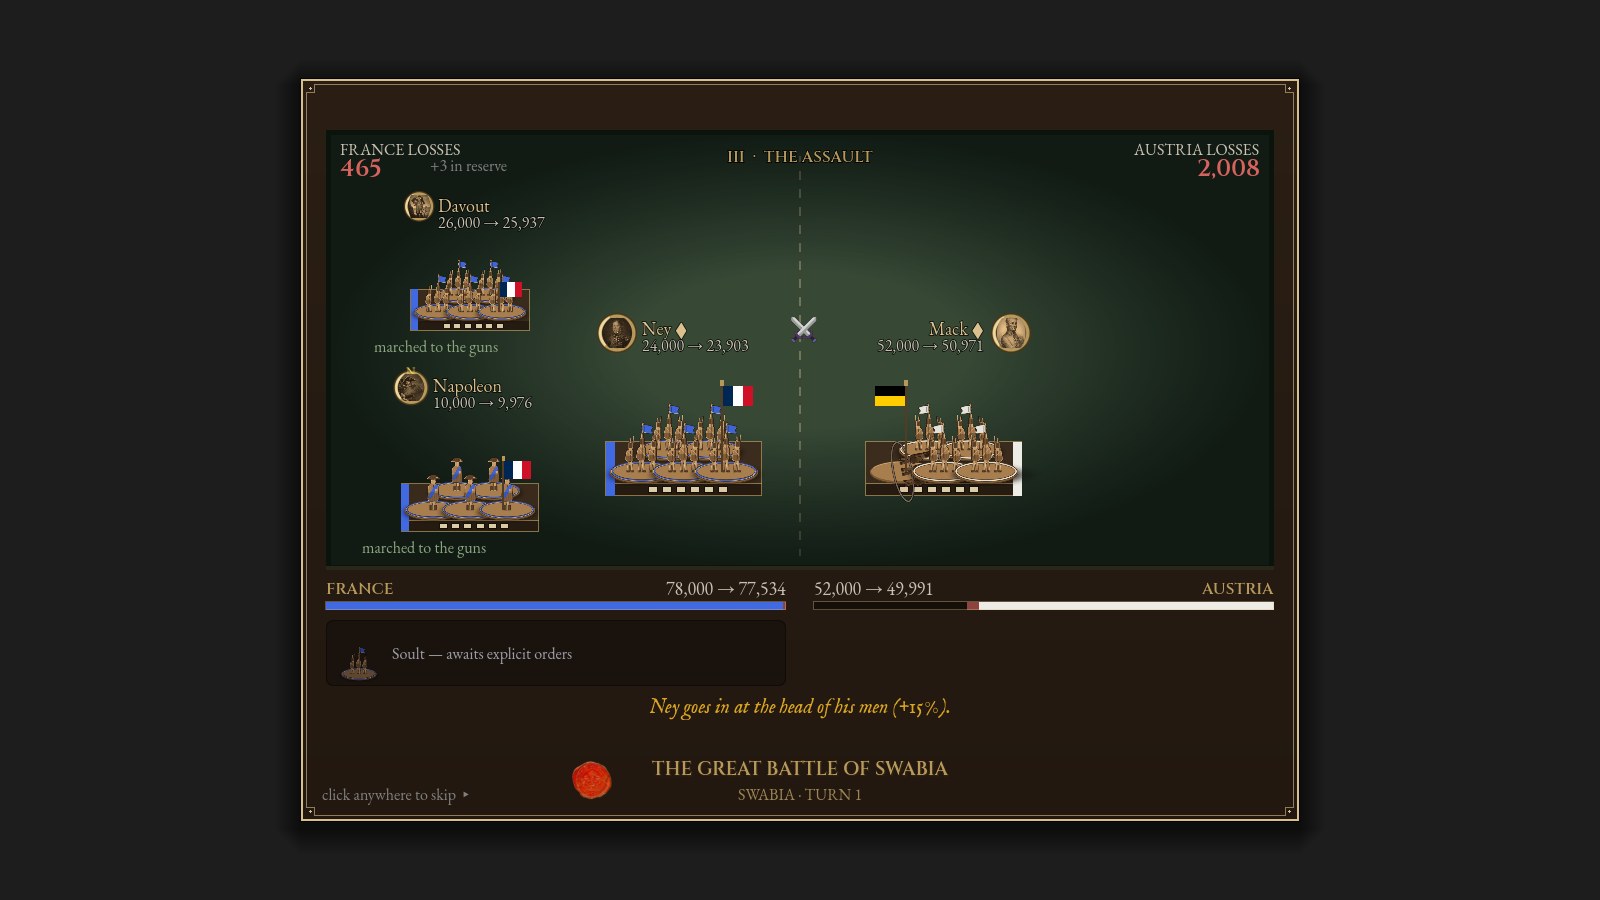 FRANCE LOSSES
465
+3 in reserve
III · THE ASSAULT
AUSTRIA LOSSES
2,008
Davout
26,000 → 25,937
marched to the guns
Napoleon
10,000 → 9,976
marched to the guns
Ney
24,000 → 23,903
Mack
52,000 → 50,971
FRANCE
78,000 → 77,534
52,000 → 49,991
AUSTRIA
Soult — awaits explicit orders
Ney goes in at the head of his men (+15%).
THE GREAT BATTLE OF SWABIA
SWABIA · TURN 1
click anywhere to skip ▸